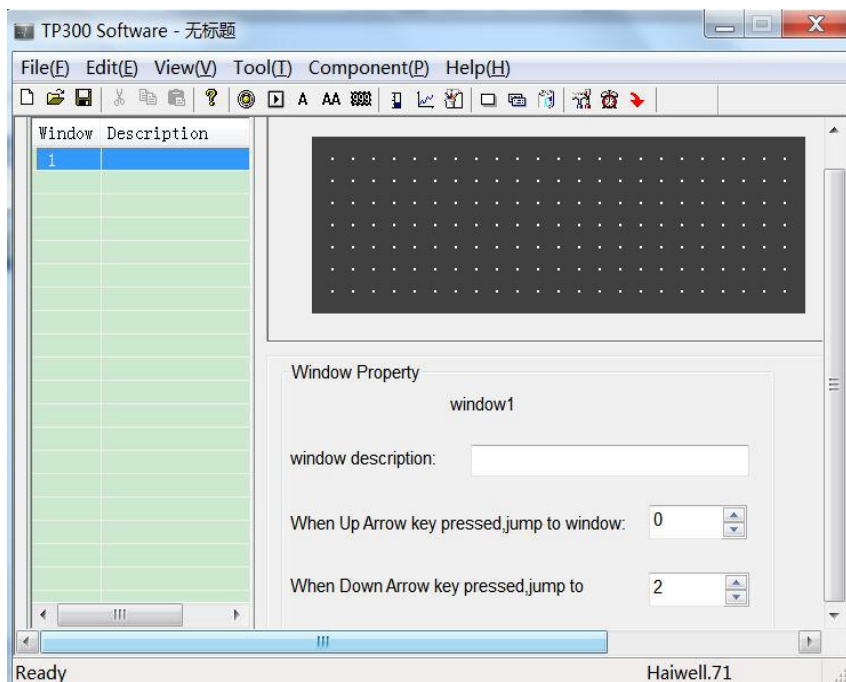 TP300 Software - 无标题
File(F) Edit(E) View(V) Tool(T) Component(P) Help(H)
A AA
Window Description
1
Window Property
window1
window description:
When Up Arrow key pressed,jump to window: 0
When Down Arrow key pressed,jump to 2
Ready Haiwell.71